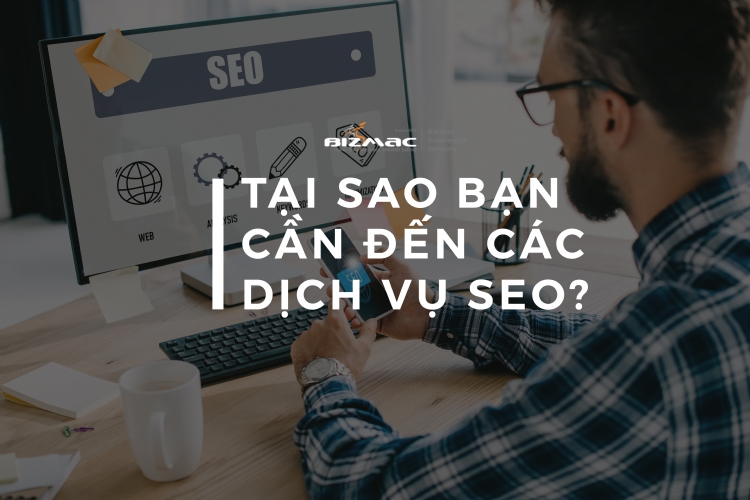 SEO
BIZMAC
TẠI SAO BẠN
CẦN ĐẾN CÁC
DỊCH VỤ SEO?
WEB